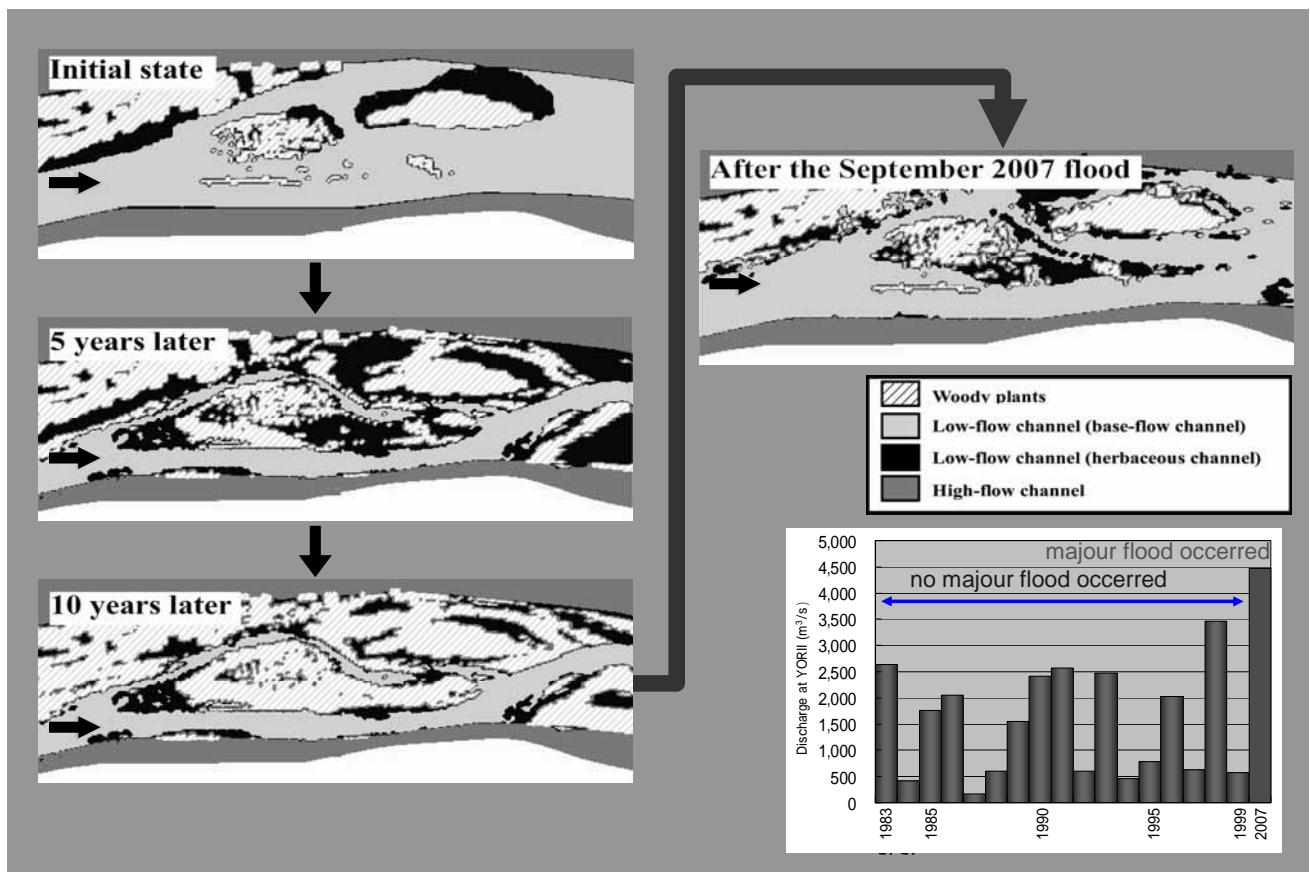 Initial state
5 years later
10 years later
After the September 2007 flood
Woody plants
Low-flow channel (base-flow channel)
Low-flow channel (herbaceous channel)
High-flow channel
majour flood occerred
no majour flood occerred
Discharge at YORII (m³/s)
5,000
4,500
4,000
3,500
3,000
2,500
2,000
1,500
1,000
500
0
1983
1985
1990
1995
1999
2007